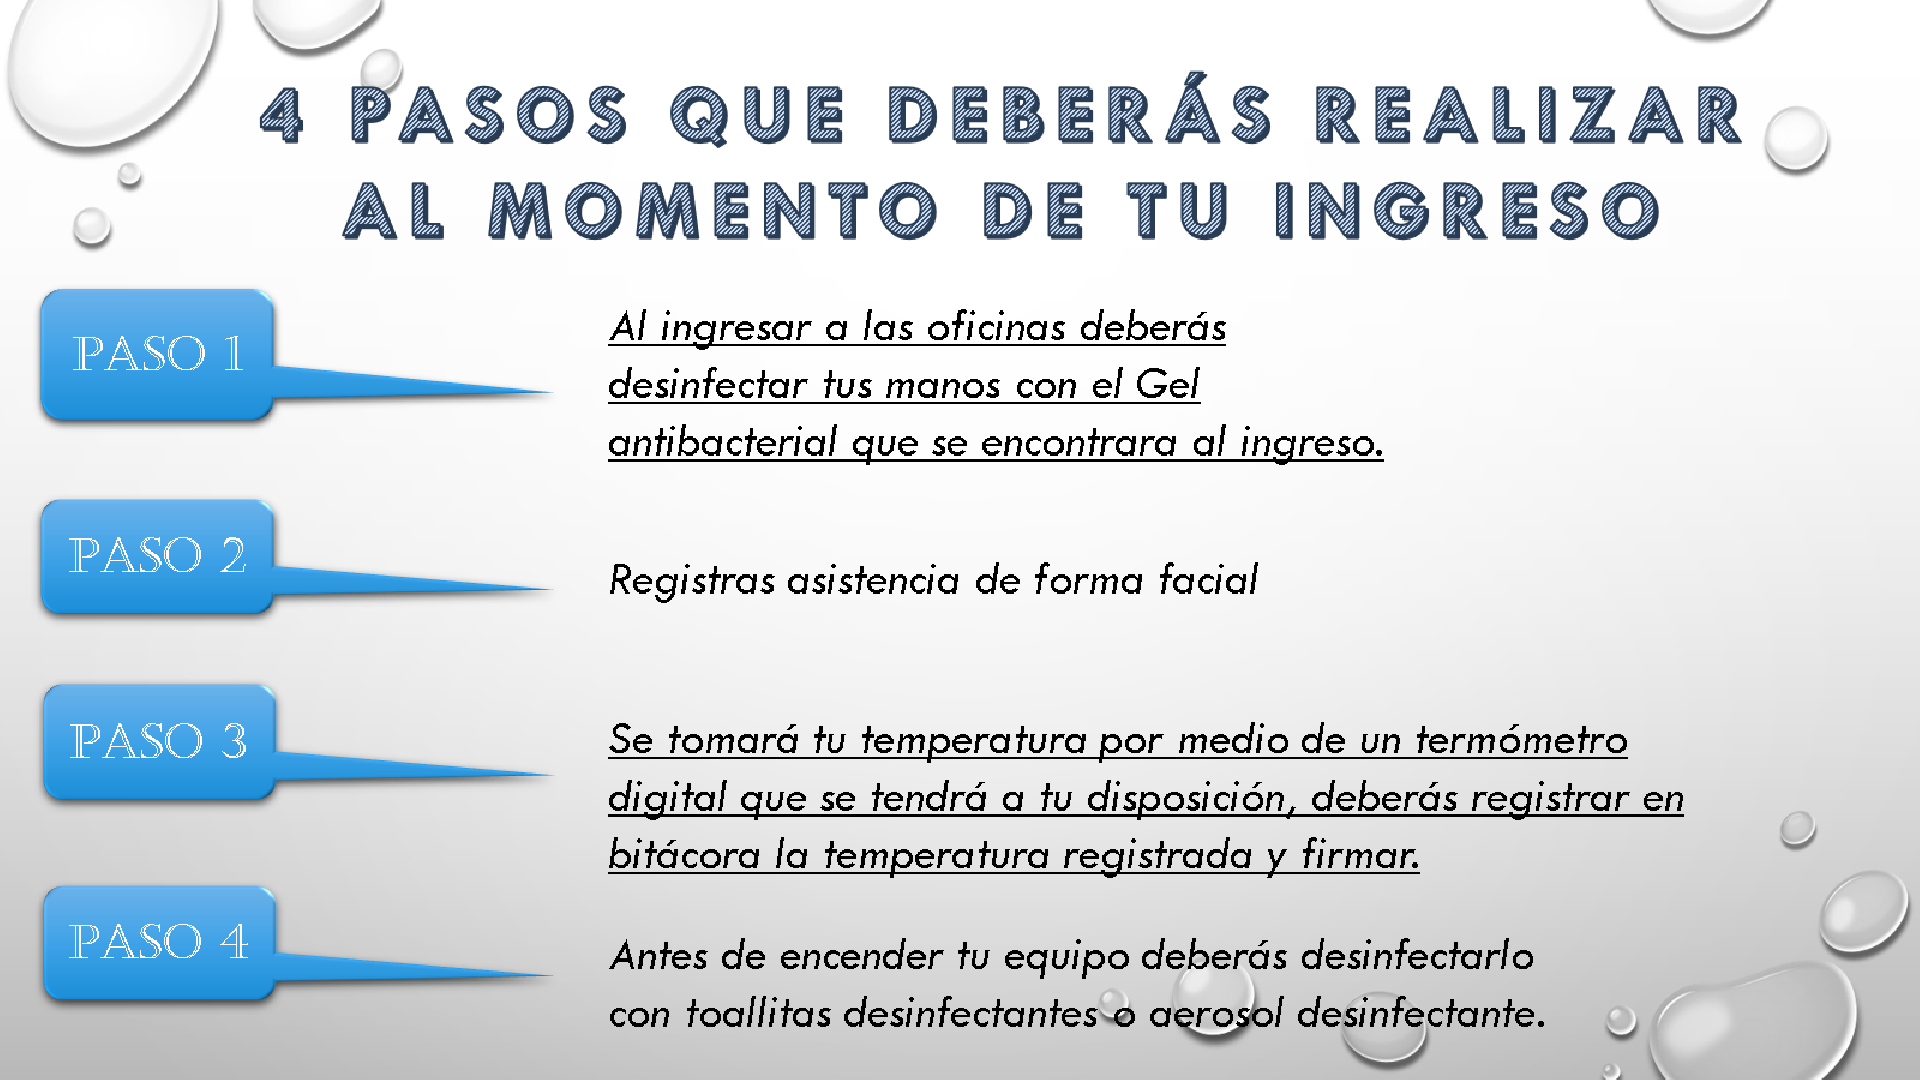 4 PASOS QUE DEBERÁS REALIZAR
AL MOMENTO DE TU INGRESO
PASO 1
Al ingresar a las oficinas deberás
desinfectar tus manos con el Gel
antibacterial que se encontrara al ingreso.
PASO 2
Registras asistencia de forma facial
PASO 3
Se tomará tu temperatura por medio de un termómetro
digital que se tendrá a tu disposición, deberás registrar en
bitácora la temperatura registrada y firmar.
PASO 4
Antes de encender tu equipo deberás desinfectarlo
con toallitas desinfectantes o aerosol desinfectante.